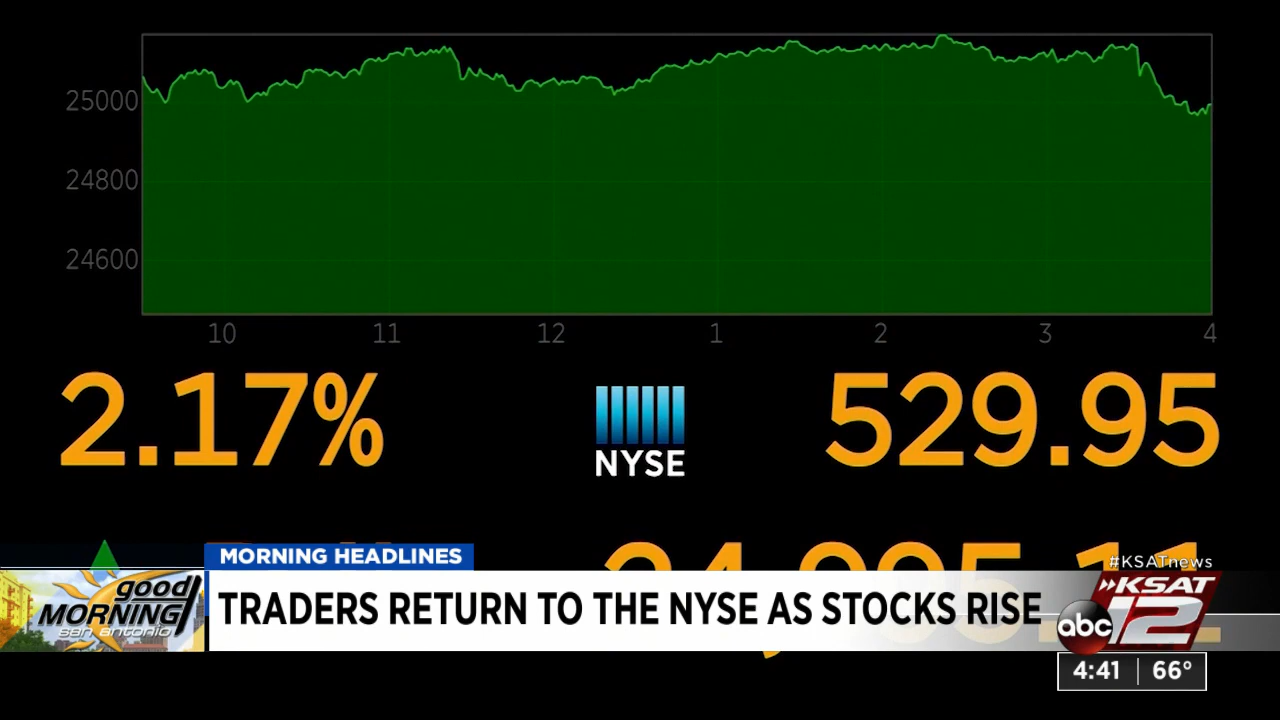 25000
24800
24600
10 11 12 1 2 3 4
2.17%
NYSE
529.95
MORNING HEADLINES
#KSATnews
good
MORNING
san antonio
TRADERS RETURN TO THE NYSE AS STOCKS RISE
KSAT
abc 12
4:41 66°